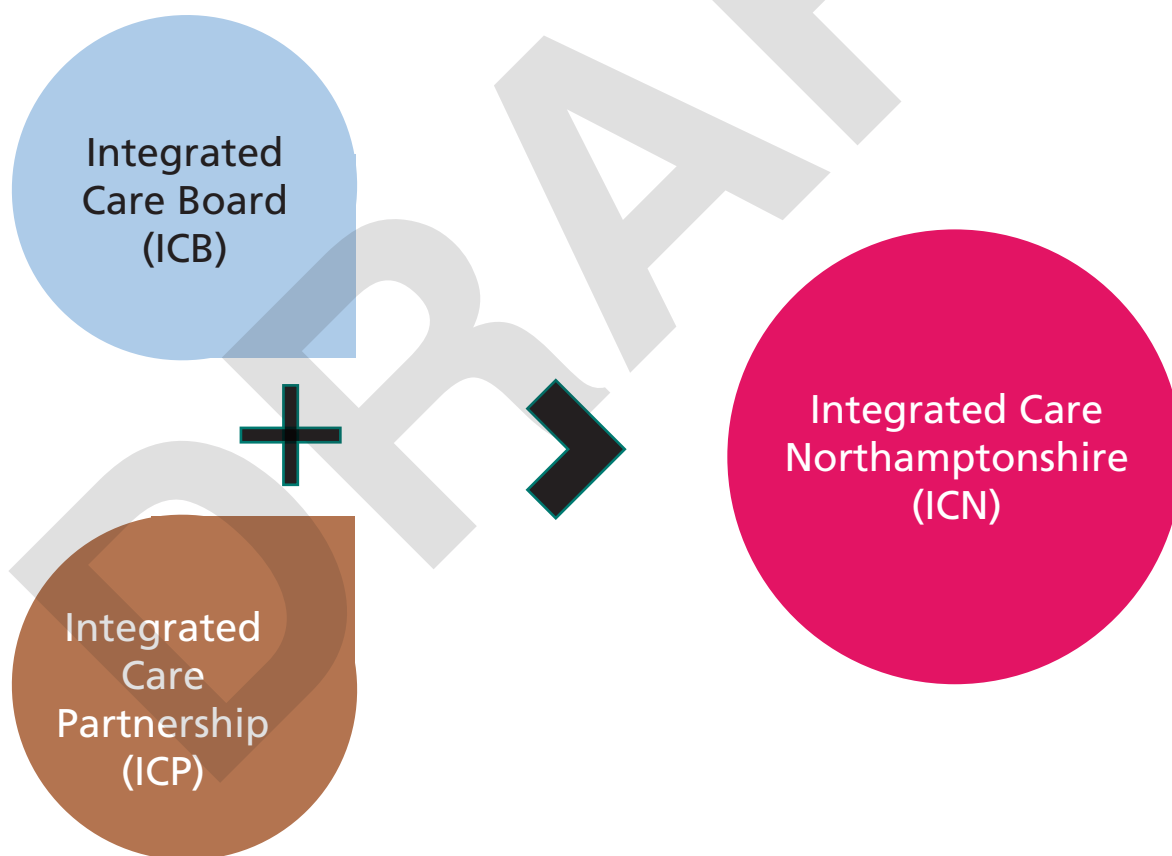 Integrated
Care Board
(ICB)
+
Integrated
Care
Partnership
(ICP)
Integrated Care
Northamptonshire
(ICN)
DRAF